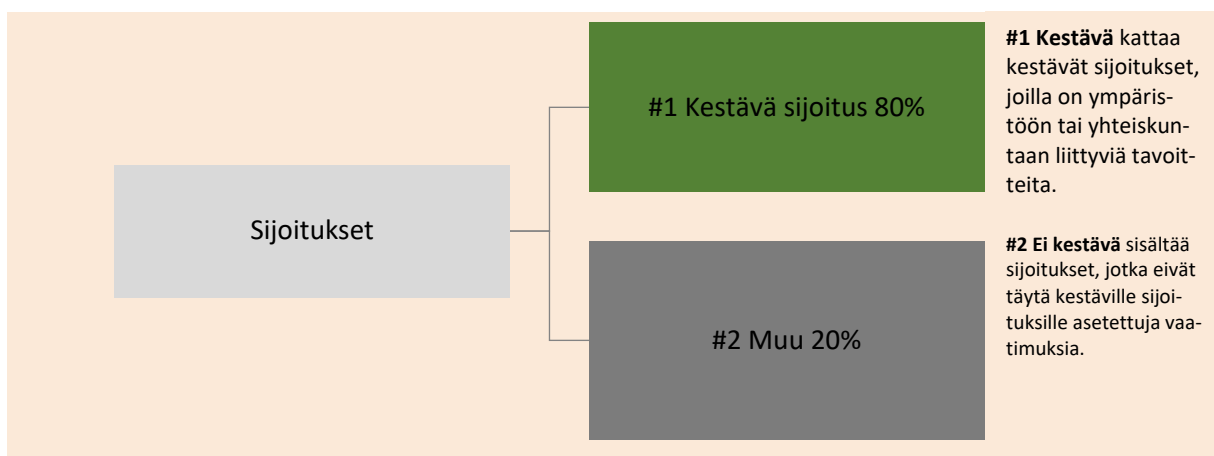 Sijoitukset
#1 Kestävä sijoitus 80%
#2 Muu 20%
#1 Kestävä kattaa
kestävät sijoitukset,
joilla on ympäris-
töön tai yhteiskun-
taan liittyviä tavoit-
teita.
#2 Ei kestävä sisältää
sijoitukset, jotka eivät
täytä kestäville sijoi-
tuksille asetettuja vaa-
timuksia.